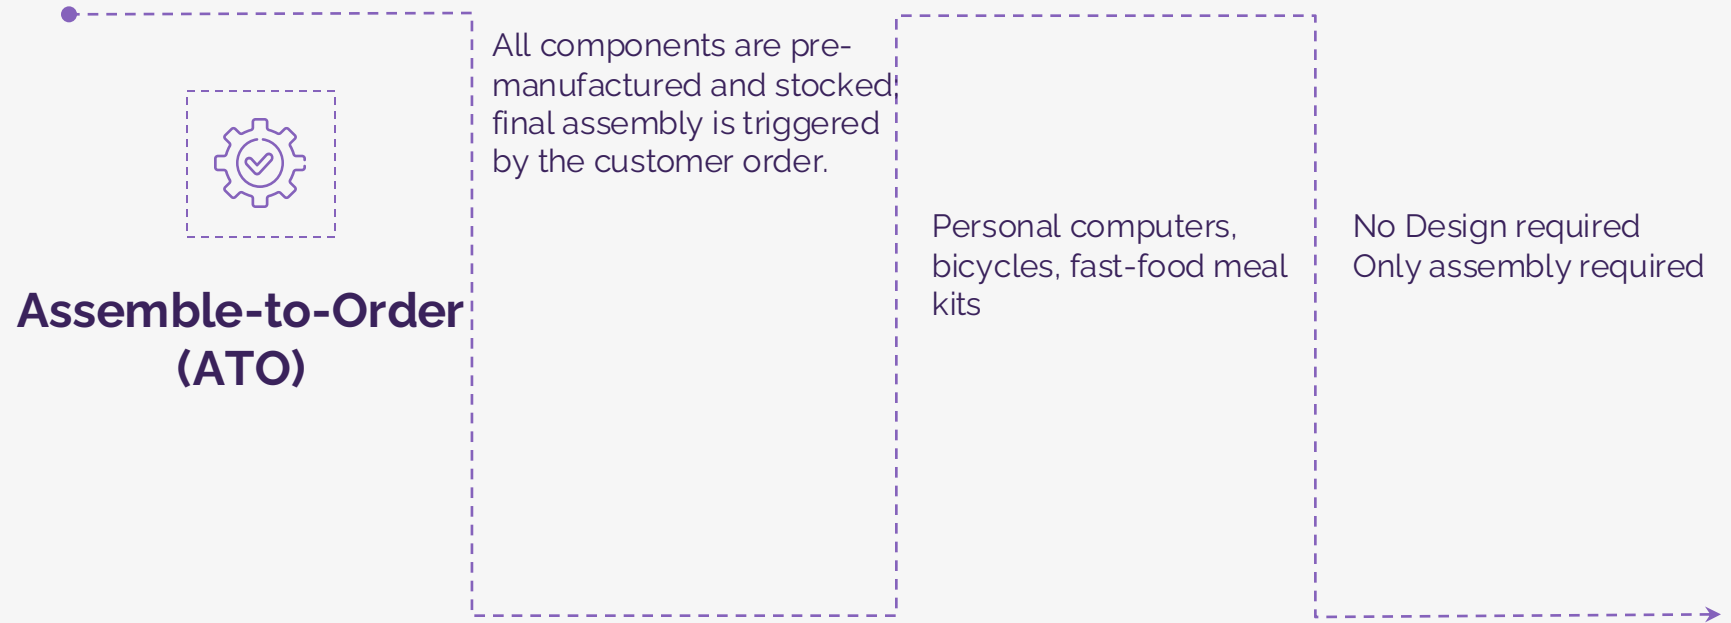 Assemble-to-Order
(ATO)
All components are pre-
manufactured and stocked;
final assembly is triggered
by the customer order.
Personal computers,
bicycles, fast-food meal
kits
No Design required
Only assembly required